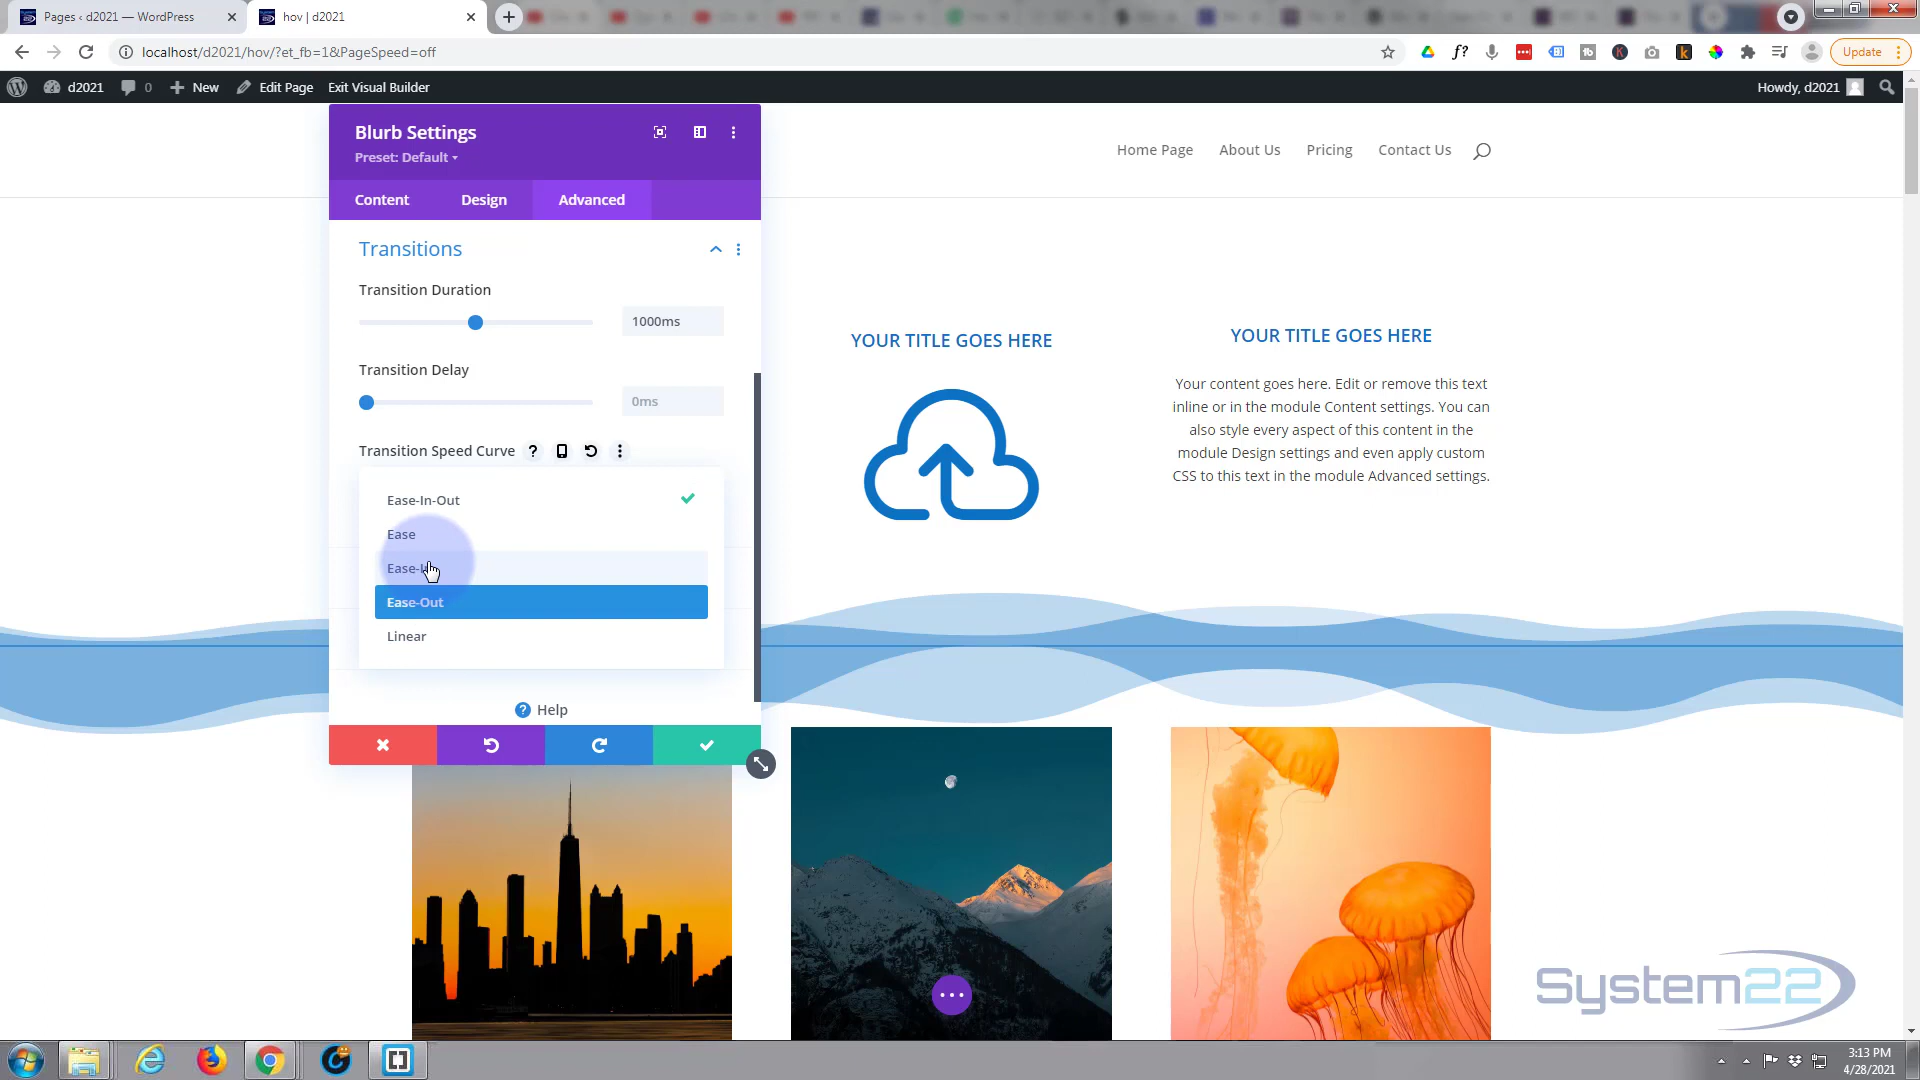 Pages ‹ d2021 — WordPress
hov | d2021
localhost/d2021/hov/?et_fb=1&PageSpeed=off
Update
d2021
0
New
Edit Page
Exit Visual Builder
Howdy, d2021
Blurb Settings
Preset: Default
Content
Design
Advanced
Home Page
About Us
Pricing
Contact Us
Transitions
Transition Duration
1000ms
Transition Delay
0ms
Transition Speed Curve
Ease-In-Out
Ease
Ease-In
Ease-Out
Linear
Help
YOUR TITLE GOES HERE
YOUR TITLE GOES HERE
Your content goes here. Edit or remove this text
inline or in the module Content settings. You can
also style every aspect of this content in the
module Design settings and even apply custom
CSS to this text in the module Advanced settings.
System22
3:13 PM
4/28/2021